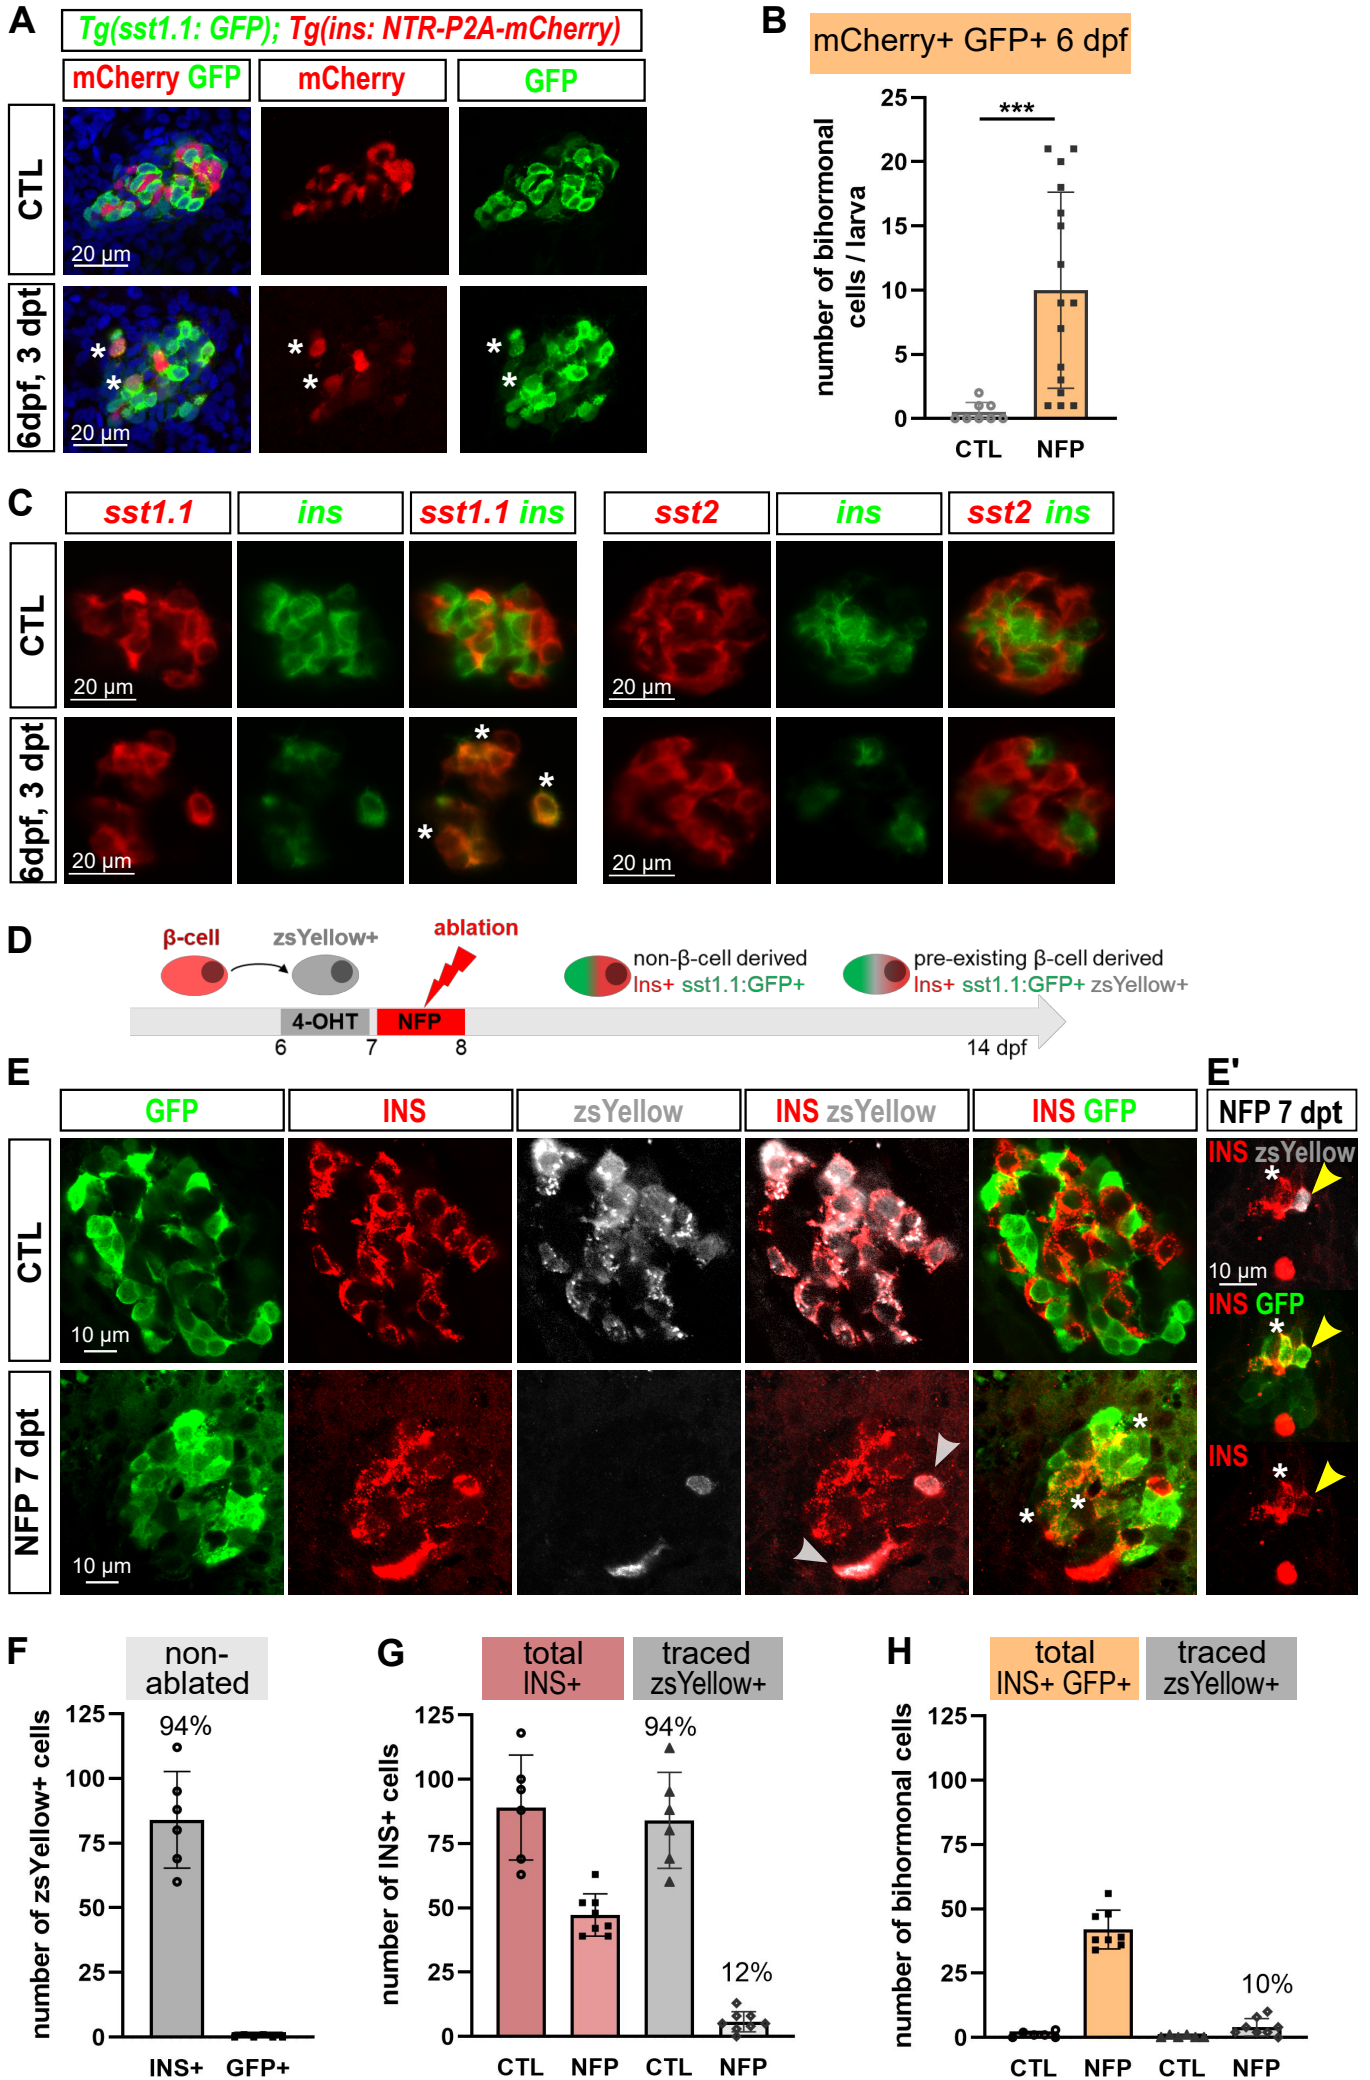 A
Tg(sst1.1: GFP); Tg(ins: NTR-P2A-mCherry)
mCherry GFP
mCherry
GFP
CTL
20 µm
6dpf, 3 dpt
*
*
*
*
*
*
20 µm
B
mCherry+ GFP+ 6 dpf
number of bihormonal
cells / larva
25
20
15
10
5
0
***
CTL
NFP
C
sst1.1
ins
sst1.1 ins
sst2
ins
sst2 ins
CTL
20 µm
20 µm
6dpf, 3 dpt
*
*
*
20 µm
20 µm
D
β-cell
zsYellow+
ablation
non-β-cell derived
Ins+ sst1.1:GFP+
pre-existing β-cell derived
Ins+ sst1.1:GFP+ zsYellow+
4-OHT
NFP
6
7
8
14 dpf
E
GFP
INS
zsYellow
INS zsYellow
INS GFP
CTL
10 µm
NFP 7 dpt
10 µm
*
*
*
E'
NFP 7 dpt
INS zsYellow
*
10 µm
INS GFP
*
INS
*
F
non-
ablated
number of zsYellow+ cells
125
100
75
50
25
0
94%
INS+
GFP+
G
total
INS+
traced
zsYellow+
number of INS+ cells
125
100
75
50
25
0
94%
12%
CTL
NFP
CTL
NFP
H
total
INS+ GFP+
traced
zsYellow+
number of bihormonal cells
125
100
75
50
25
0
10%
CTL
NFP
CTL
NFP